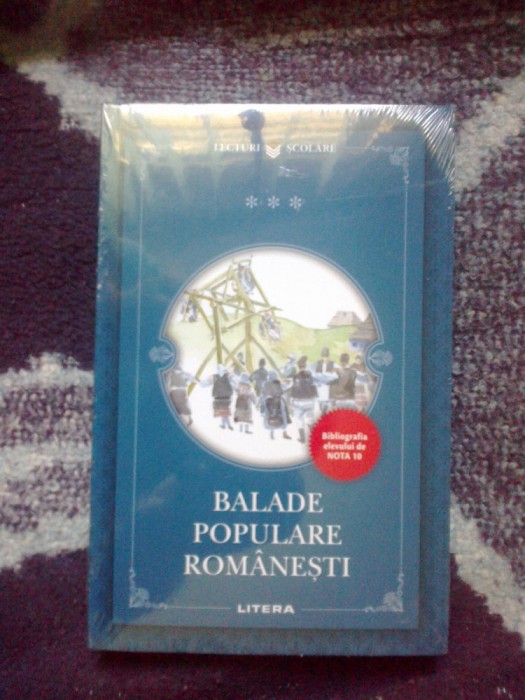 LECTURI ȘCOLARE
* * *
Bibliografia
elevului de
NOTA 10
BALADE
POPULARE
ROMÂNEȘTI
LITERA